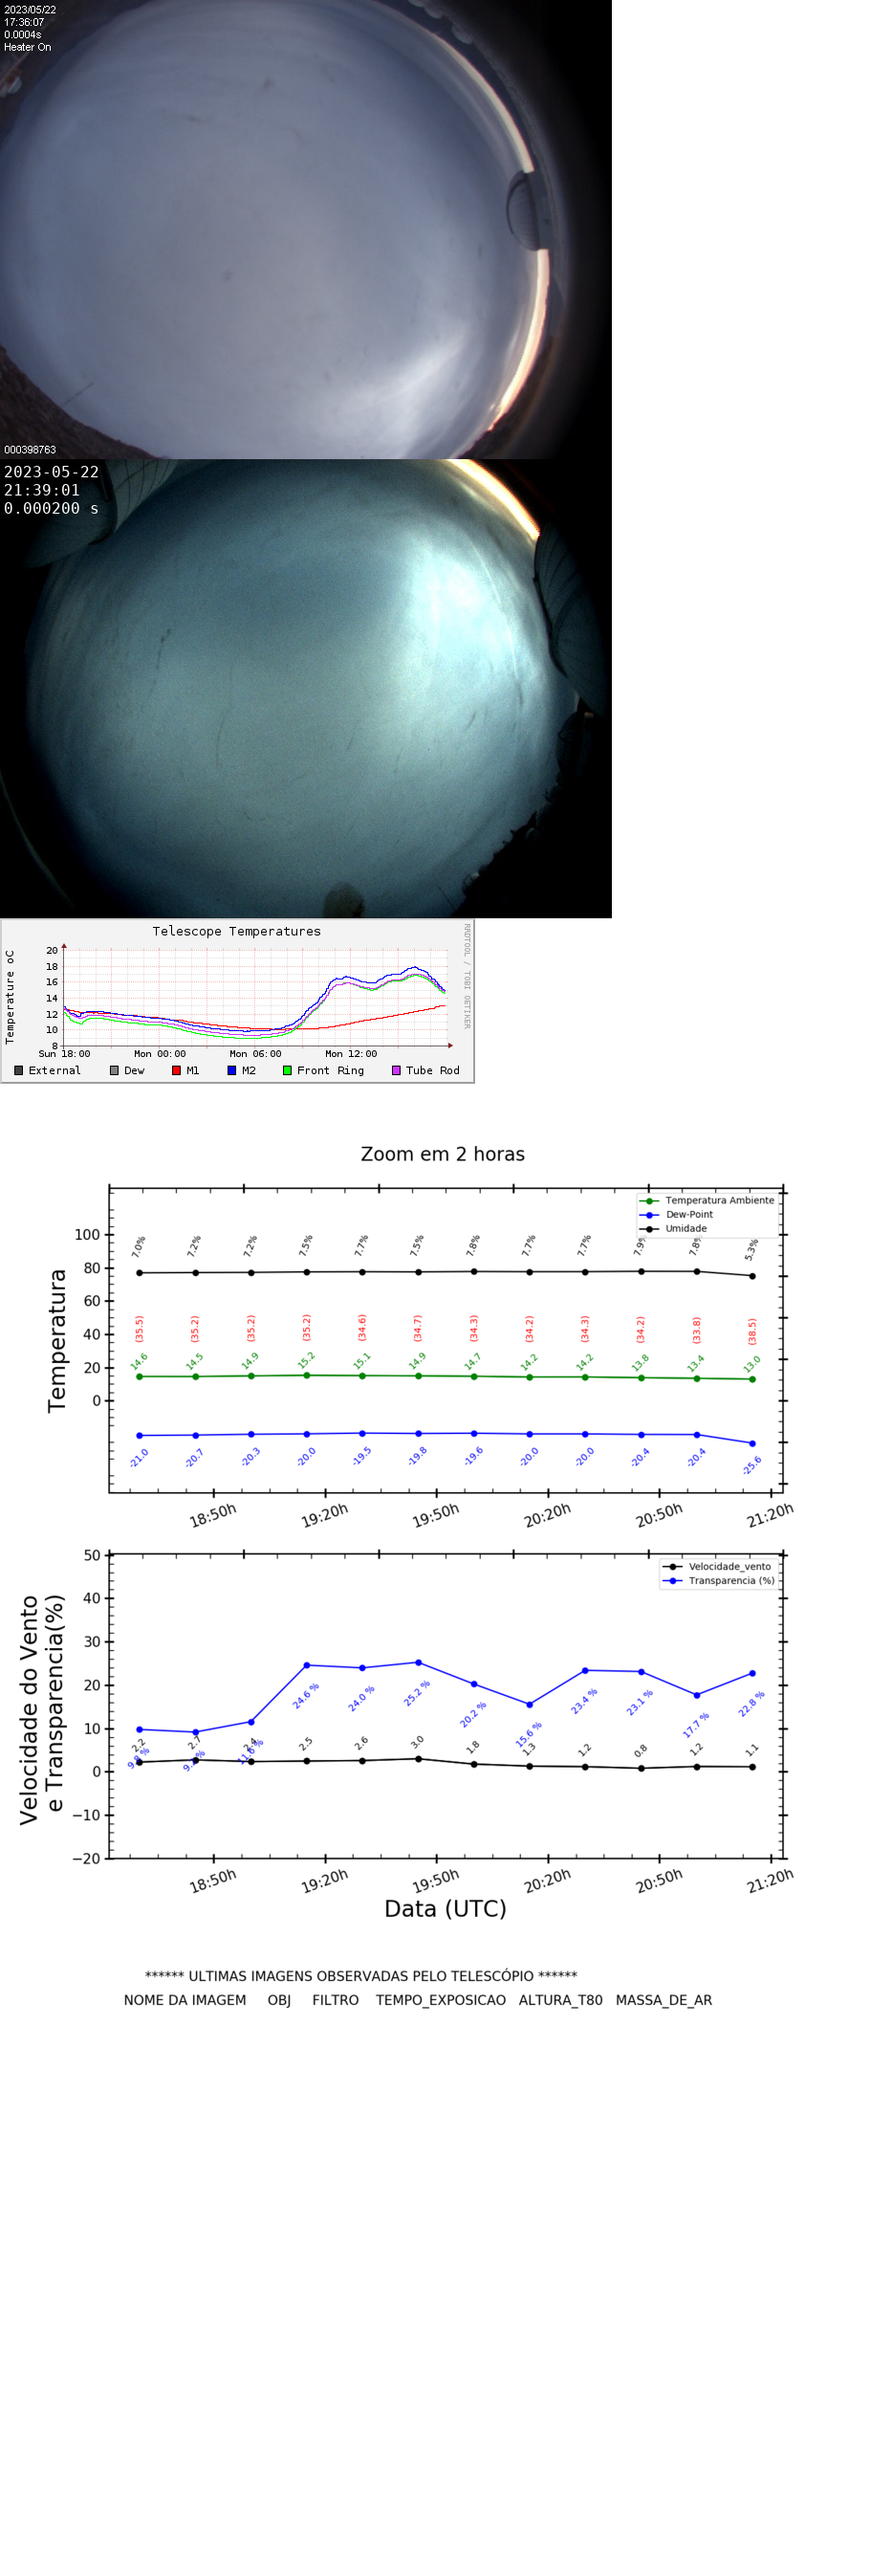 2023/05/22
17:36:07
0.0004s
Heater On
000398763
2023-05-22
21:39:01
0.000200 s
Telescope Temperatures
RRDTOOL / TOBI OETIKER
Temperature oC
20
18
16
14
12
10
8
Sun 18:00 Mon 00:00 Mon 06:00 Mon 12:00
External Dew M1 M2 Front Ring Tube Rod
Zoom em 2 horas
Temperatura
Temperatura Ambiente
Dew-Point
Umidade
100
80
60
40
20
0
7.0% 7.2% 7.2% 7.5% 7.7% 7.5% 7.8% 7.7% 7.7% 7.9% 7.8% 5.3%
(35.5) (35.2) (35.2) (35.2) (34.6) (34.7) (34.3) (34.2) (34.3) (34.2) (33.8) (38.5)
14.6 14.5 14.9 15.2 15.1 14.9 14.7 14.2 14.2 13.8 13.4 13.0
-21.0 -20.7 -20.3 -20.0 -19.5 -19.8 -19.6 -20.0 -20.0 -20.4 -20.4 -25.6
18:50h 19:20h 19:50h 20:20h 20:50h 21:20h
Velocidade do Vento
e Transparencia(%)
Velocidade_vento
Transparencia (%)
50
40
30
20
10
0
−10
−20
24.6 % 24.0 % 25.2 % 20.2 % 15.6 % 23.4 % 23.1 % 17.7 % 22.8 %
2.2 2.7 2.4 2.5 2.6 3.0 1.8 1.3 1.2 0.8 1.2 1.1
18:50h 19:20h 19:50h 20:20h 20:50h 21:20h
Data (UTC)
****** ULTIMAS IMAGENS OBSERVADAS PELO TELESCÓPIO ******
NOME DA IMAGEM OBJ FILTRO TEMPO_EXPOSICAO ALTURA_T80 MASSA_DE_AR